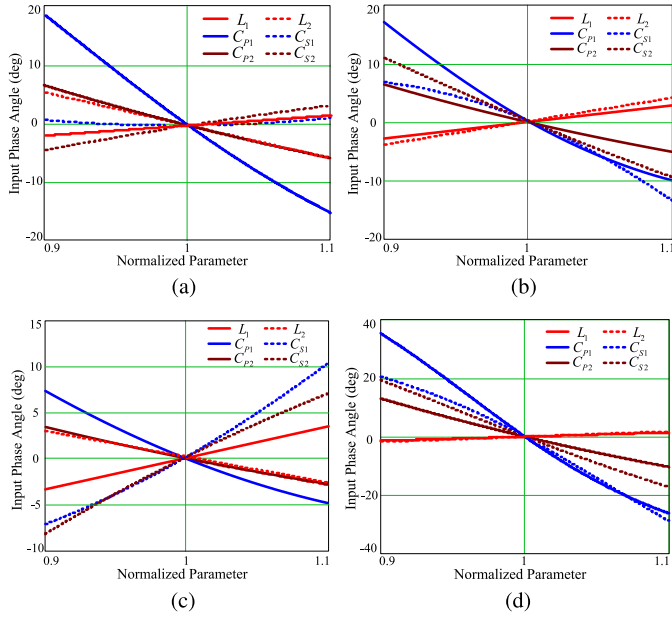 20
10
0
-10
-20
0.9
1
1.1
Input Phase Angle (deg)
Normalized Parameter
L1 L2
CP1 CS1
CP2 CS2
(a)
20
10
0
-10
-20
0.9
1
1.1
Input Phase Angle (deg)
Normalized Parameter
L1 L2
CP1 CS1
CP2 CS2
(b)
15
10
5
0
-5
-10
0.9
1
1.1
Input Phase Angle (deg)
Normalized Parameter
L1 L2
CP1 CS1
CP2 CS2
(c)
40
20
0
-20
-40
0.9
1
1.1
Input Phase Angle (deg)
Normalized Parameter
L1 L2
CP1 CS1
CP2 CS2
(d)